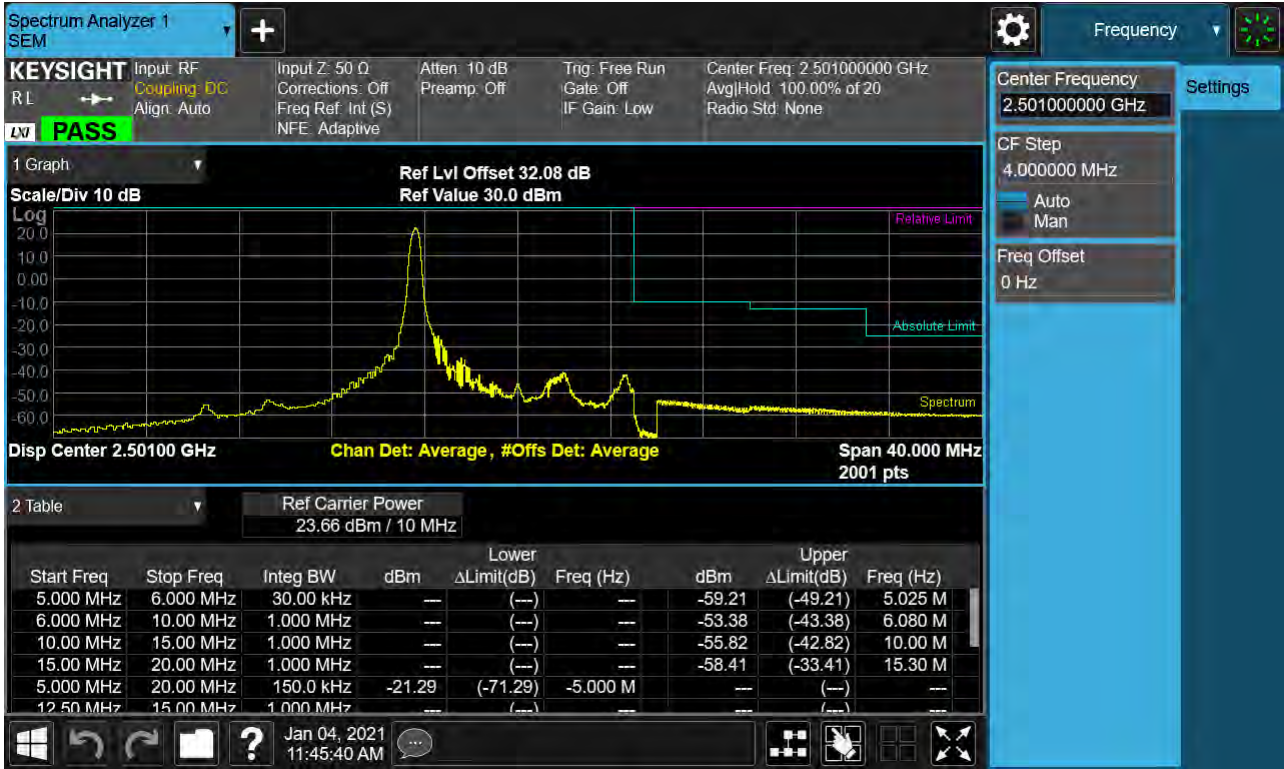 Spectrum Analyzer 1
SEM
Frequency
KEYSIGHT
R L
LXI
PASS
Input: RF
Coupling: DC
Align: Auto
Input Z: 50 Ω
Corrections: Off
Freq Ref: Int (S)
NFE: Adaptive
Atten: 10 dB
Preamp: Off
Trig: Free Run
Gate: Off
IF Gain: Low
Center Freq: 2.501000000 GHz
Avg|Hold: 100.00% of 20
Radio Std: None
Center Frequency
2.501000000 GHz
Settings
CF Step
4.000000 MHz
Auto
Man
Freq Offset
0 Hz
1 Graph
Ref Lvl Offset 32.08 dB
Scale/Div 10 dB
Ref Value 30.0 dBm
Log
Relative Limit
20.0
10.0
0.00
-10.0
-20.0
Absolute Limit
-30.0
-40.0
-50.0
Spectrum
-60.0
Disp Center 2.50100 GHz
Chan Det: Average, #Offs Det: Average
Span 40.000 MHz
2001 pts
2 Table
Ref Carrier Power
23.66 dBm / 10 MHz
Lower Upper
Start Freq Stop Freq Integ BW dBm ΔLimit(dB) Freq (Hz) dBm ΔLimit(dB) Freq (Hz)
5.000 MHz 6.000 MHz 30.00 kHz --- (---) --- -59.21 (-49.21) 5.025 M
6.000 MHz 10.00 MHz 1.000 MHz --- (---) --- -53.38 (-43.38) 6.080 M
10.00 MHz 15.00 MHz 1.000 MHz --- (---) --- -55.82 (-42.82) 10.00 M
15.00 MHz 20.00 MHz 1.000 MHz --- (---) --- -58.41 (-33.41) 15.30 M
5.000 MHz 20.00 MHz 150.0 kHz -21.29 (-71.29) -5.000 M --- (---) ---
12.50 MHz 15.00 MHz 1.000 MHz --- (---) --- --- (---) ---
?
Jan 04, 2021
11:45:40 AM